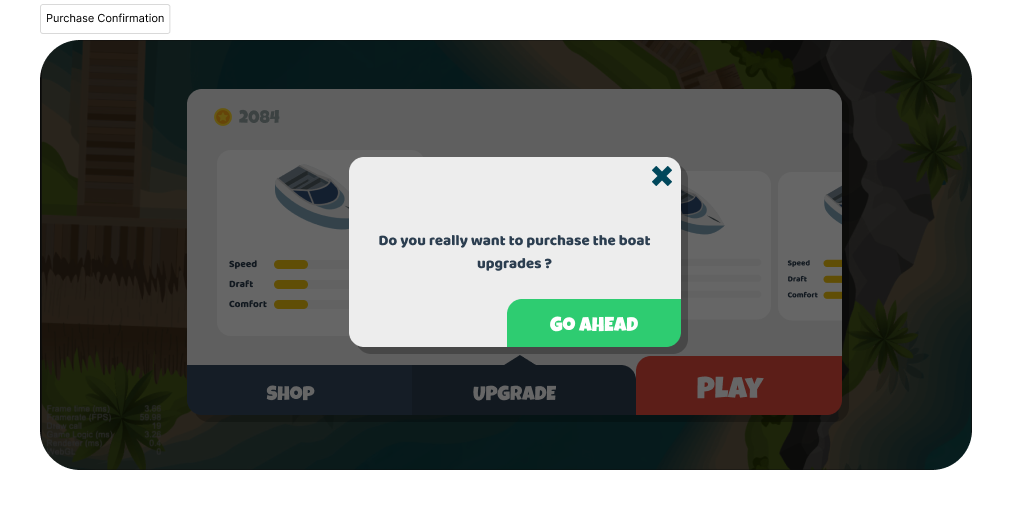 Purchase Confirmation
2084
Do you really want to purchase the boat
upgrades ?
Speed
Draft
Comfort
Speed
Draft
Comfort
GO AHEAD
SHOP
UPGRADE
PLAY